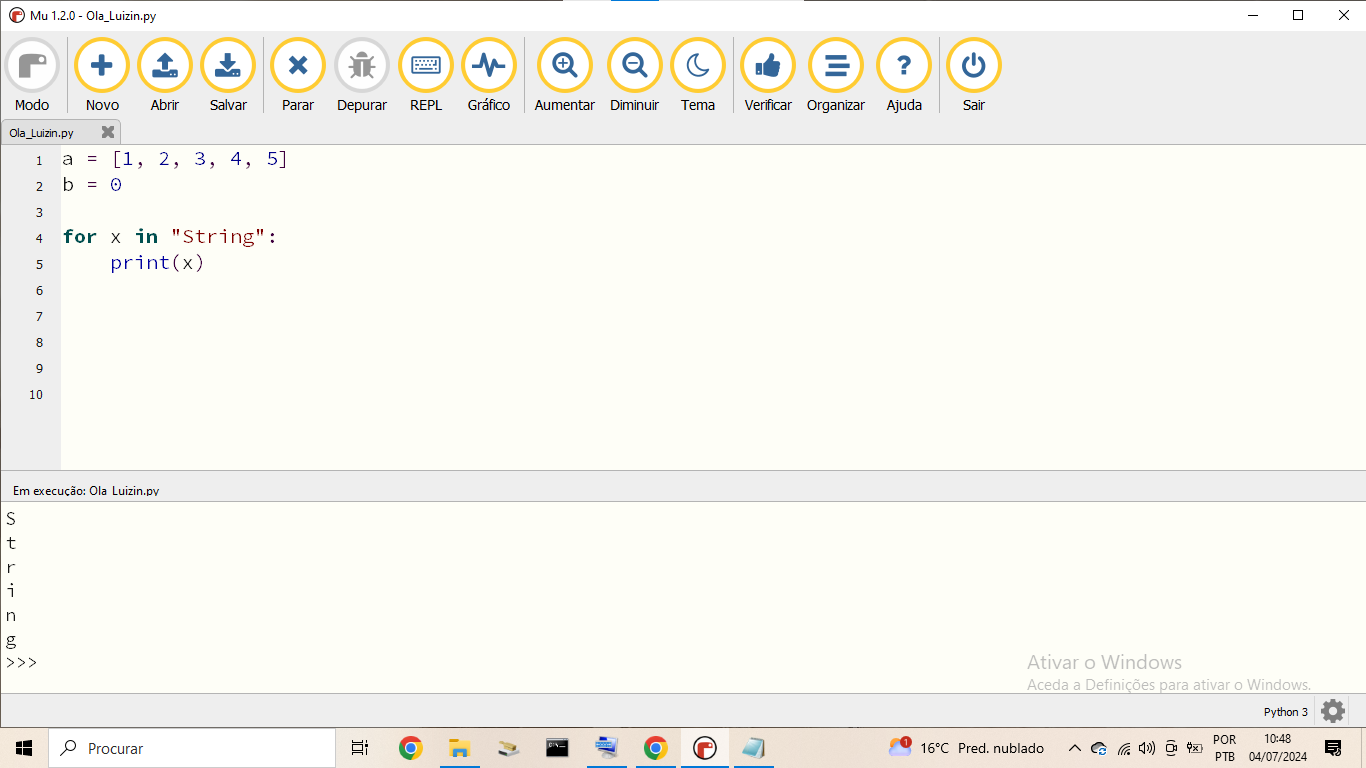 Mu 1.2.0 - Ola_Luizin.py
Modo Novo Abrir Salvar Parar Depurar REPL Gráfico Aumentar Diminuir Tema Verificar Organizar Ajuda Sair
Ola_Luizin.py
1 a = [1, 2, 3, 4, 5]
2 b = 0
3
4 for x in "String":
5     print(x)
6
7
8
9
10
Em execução: Ola_Luizin.py
S
t
r
i
n
g
>>>
Ativar o Windows
Aceda a Definições para ativar o Windows.
Python 3
Procurar 1 16°C Pred. nublado POR 10:48
PTB 04/07/2024